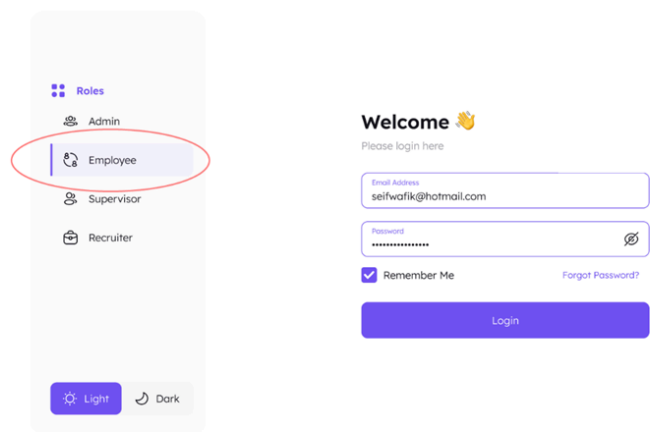 Roles
Admin
Employee
Supervisor
Recruiter
Light
Dark
Welcome 👋
Please login here
Email Address
seifwafik@hotmail.com
Password
••••••••••••••••
Remember Me
Forgot Password?
Login